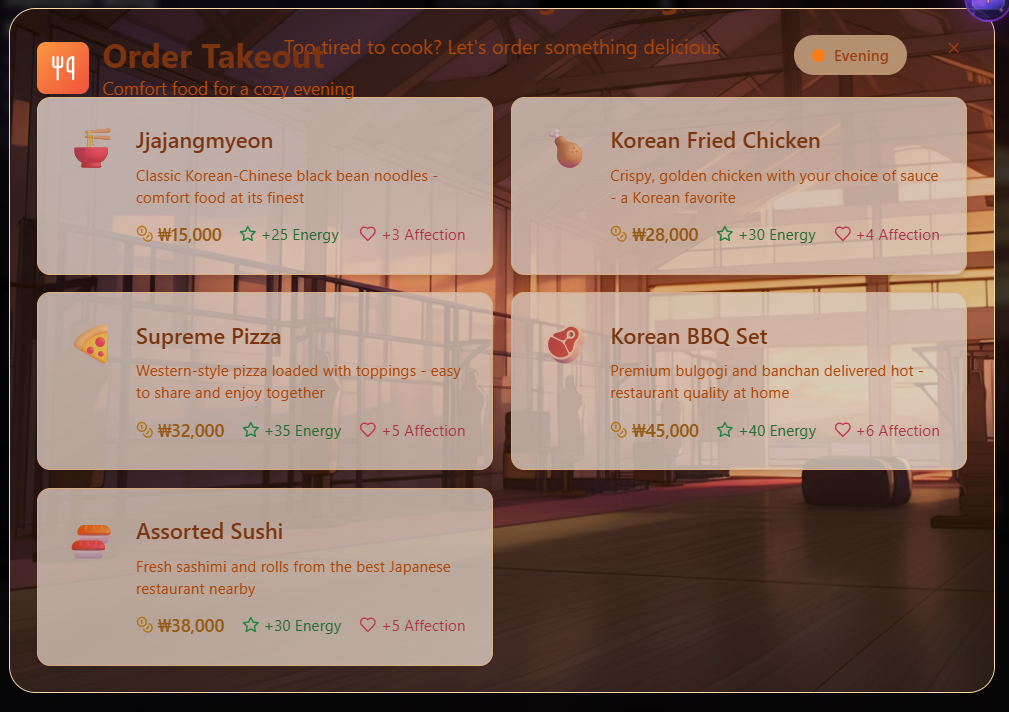 Order Takeout
Too tired to cook? Let's order something delicious
Evening
Comfort food for a cozy evening
Jjajangmyeon
Classic Korean-Chinese black bean noodles -
comfort food at its finest
₩15,000 +25 Energy +3 Affection
Korean Fried Chicken
Crispy, golden chicken with your choice of sauce
- a Korean favorite
₩28,000 +30 Energy +4 Affection
Supreme Pizza
Western-style pizza loaded with toppings - easy
to share and enjoy together
₩32,000 +35 Energy +5 Affection
Korean BBQ Set
Premium bulgogi and banchan delivered hot -
restaurant quality at home
₩45,000 +40 Energy +6 Affection
Assorted Sushi
Fresh sashimi and rolls from the best Japanese
restaurant nearby
₩38,000 +30 Energy +5 Affection